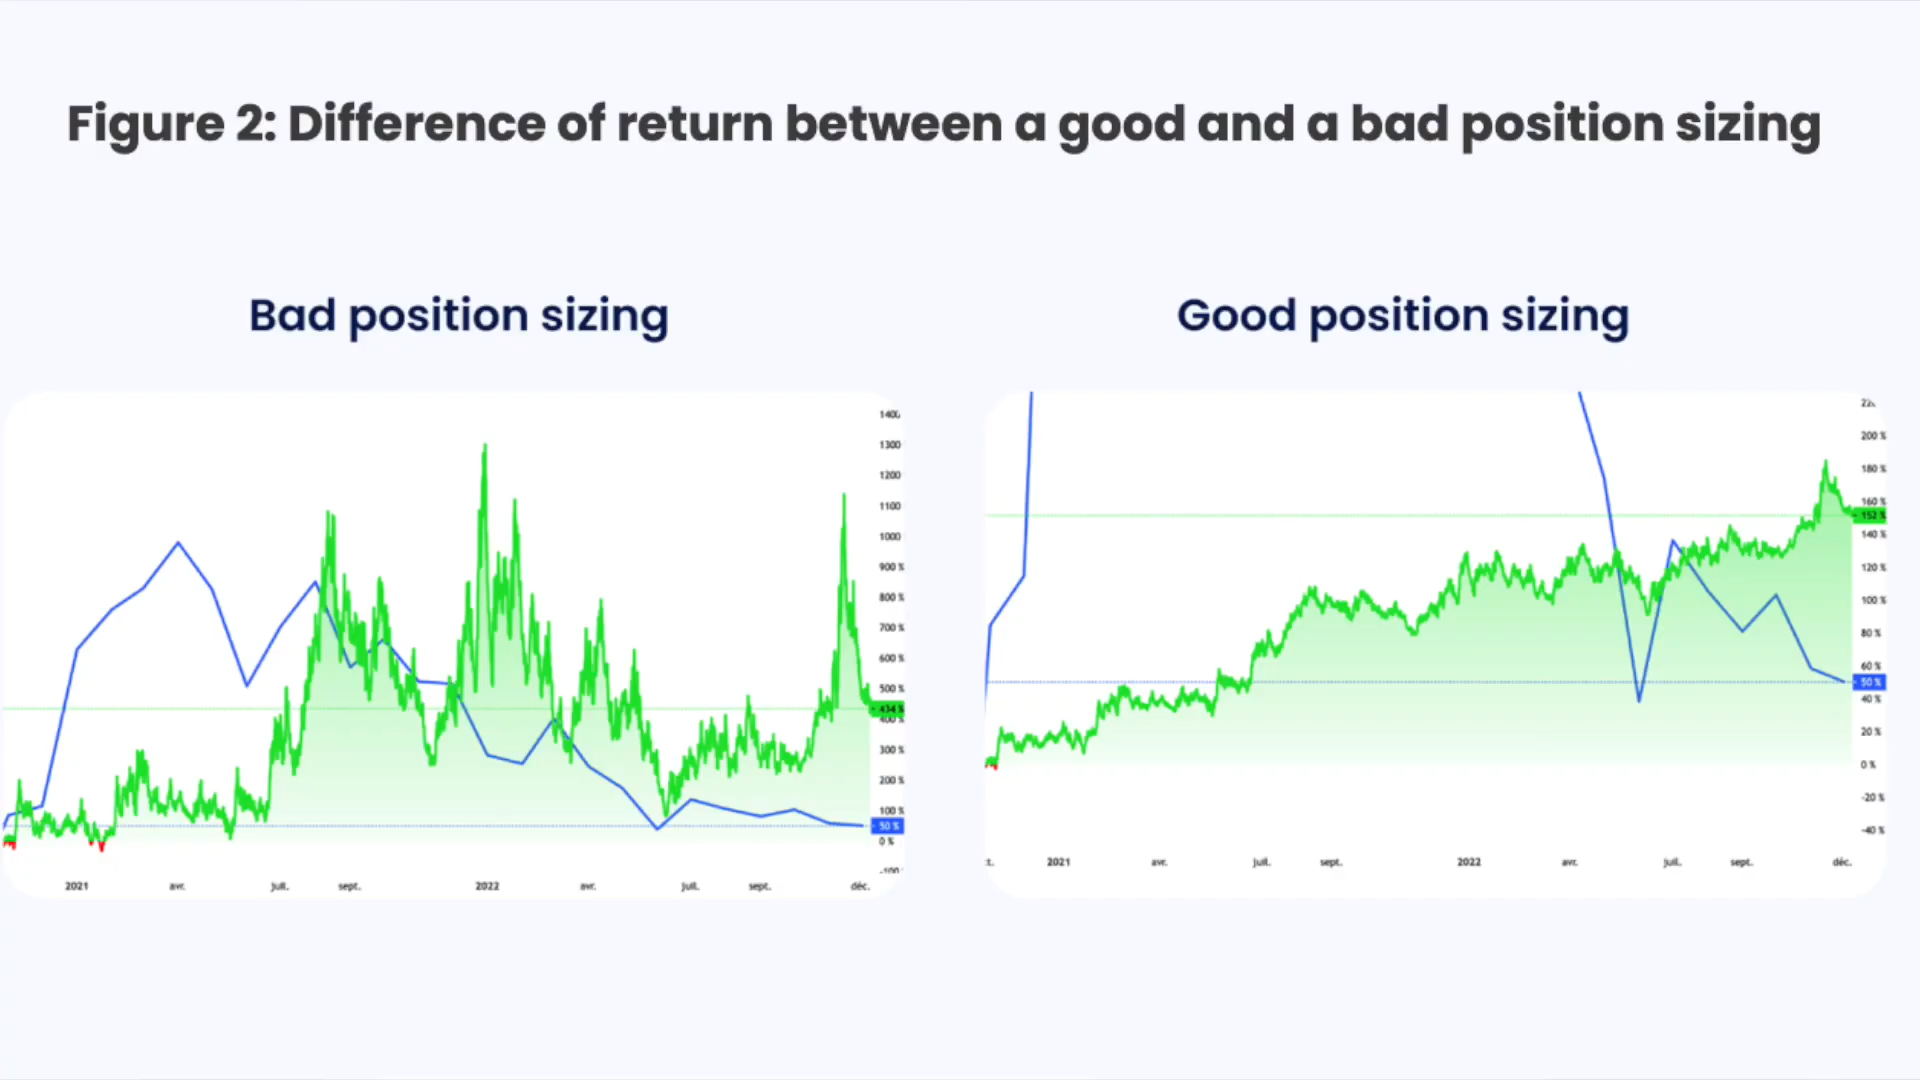 Figure 2: Difference of return between a good and a bad position sizing
Bad position sizing
Good position sizing
1300
1200
1100
1000
900 %
800 %
700 %
600 %
500 %
434 %
400 %
300 %
200 %
100 %
50 %
0 %
2021
avr.
juil.
sept.
2022
avr.
juil.
sept.
déc.
200 %
180 %
160 %
152 %
140 %
120 %
100 %
80 %
60 %
50 %
40 %
20 %
0 %
-20 %
-40 %
2021
avr.
juil.
sept.
2022
avr.
juil.
sept.
déc.